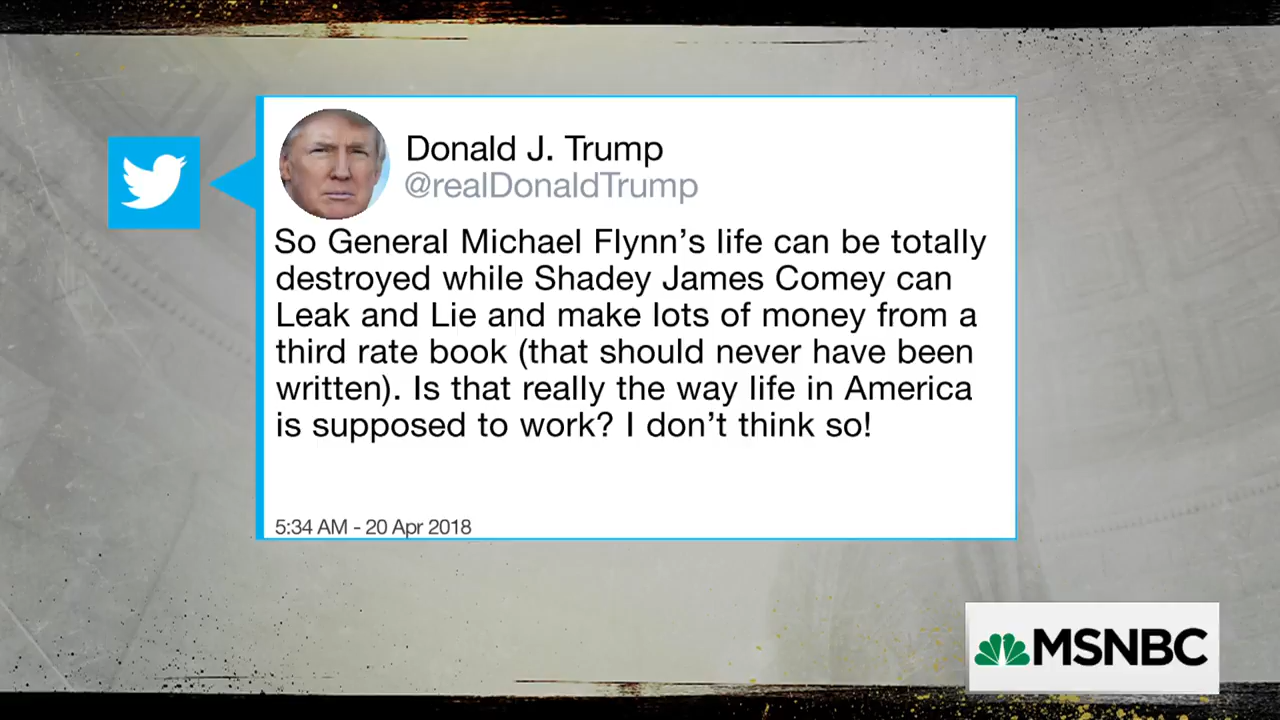 Donald J. Trump
@realDonaldTrump
So General Michael Flynn’s life can be totally
destroyed while Shadey James Comey can
Leak and Lie and make lots of money from a
third rate book (that should never have been
written). Is that really the way life in America
is supposed to work? I don’t think so!
5:34 AM - 20 Apr 2018
MSNBC